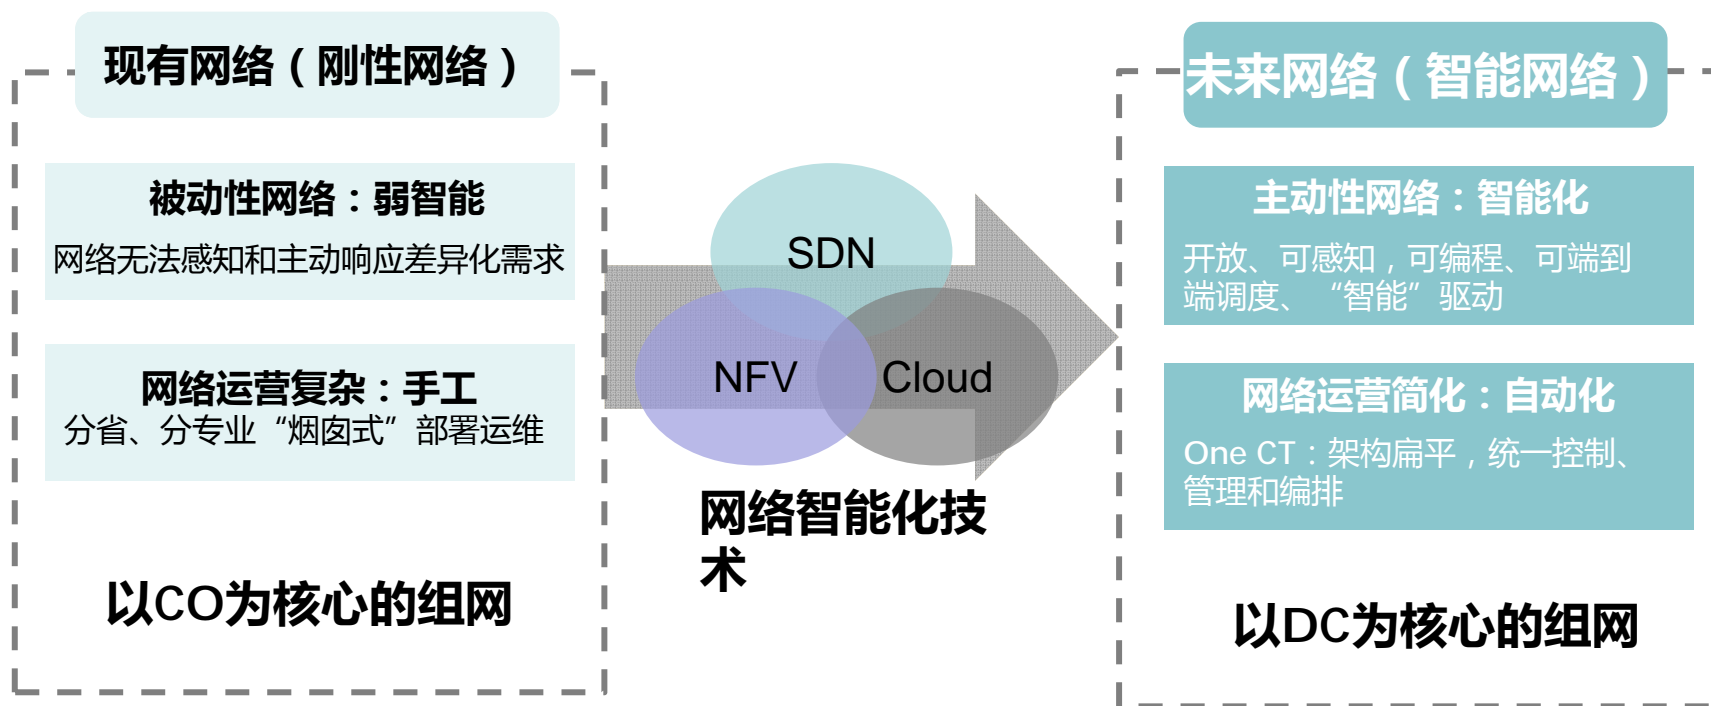 现有网络（刚性网络）
被动性网络：弱智能
网络无法感知和主动响应差异化需求
网络运营复杂：手工
分省、分专业“烟囱式”部署运维
以CO为核心的组网
SDN
NFV
Cloud
网络智能化技
术
未来网络（智能网络）
主动性网络：智能化
开放、可感知，可编程、可端到
端调度、“智能”驱动
网络运营简化：自动化
One CT：架构扁平，统一控制、
管理和编排
以DC为核心的组网